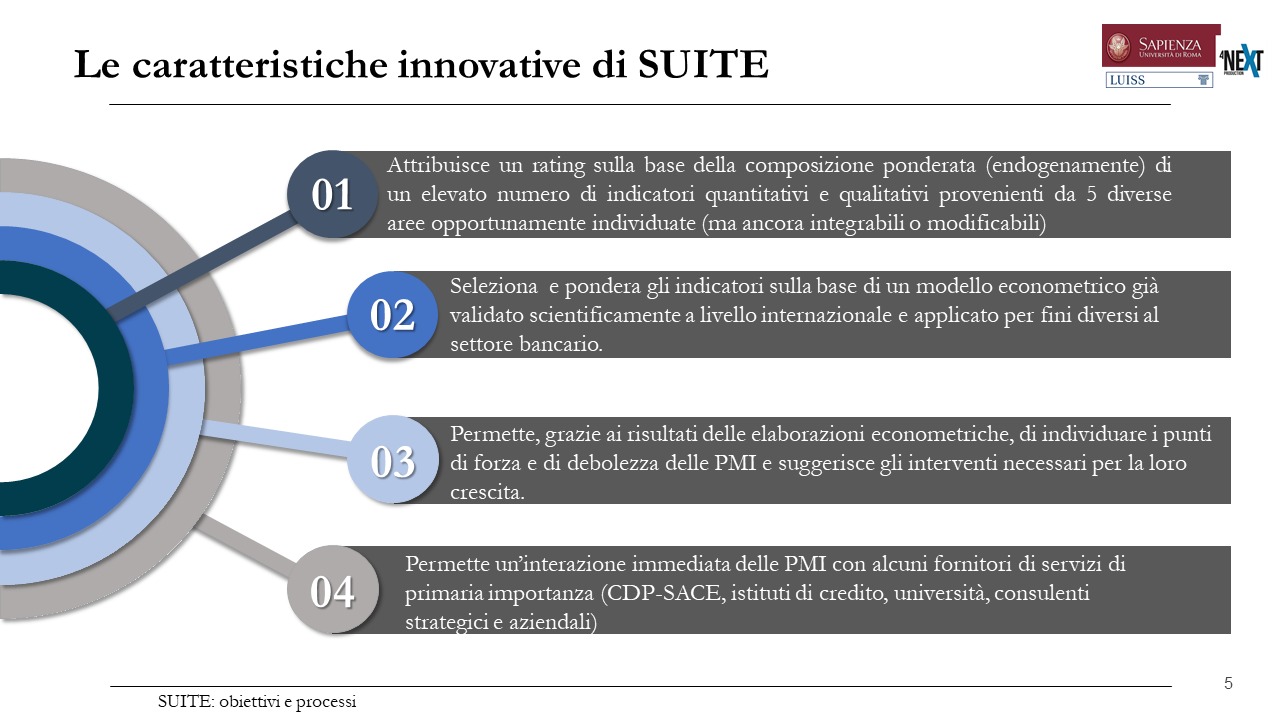 Le caratteristiche innovative di SUITE
SAPIENZA
UNIVERSITÀ DI ROMA
LUISS
4NEXT
PRODUCTION
01
Attribuisce un rating sulla base della composizione ponderata (endogenamente) di
un elevato numero di indicatori quantitativi e qualitativi provenienti da 5 diverse
aree opportunamente individuate (ma ancora integrabili o modificabili)
02
Seleziona e pondera gli indicatori sulla base di un modello econometrico già
validato scientificamente a livello internazionale e applicato per fini diversi al
settore bancario.
03
Permette, grazie ai risultati delle elaborazioni econometriche, di individuare i punti
di forza e di debolezza delle PMI e suggerisce gli interventi necessari per la loro
crescita.
04
Permette un’interazione immediata delle PMI con alcuni fornitori di servizi di
primaria importanza (CDP-SACE, istituti di credito, università, consulenti
strategici e aziendali)
SUITE: obiettivi e processi
5